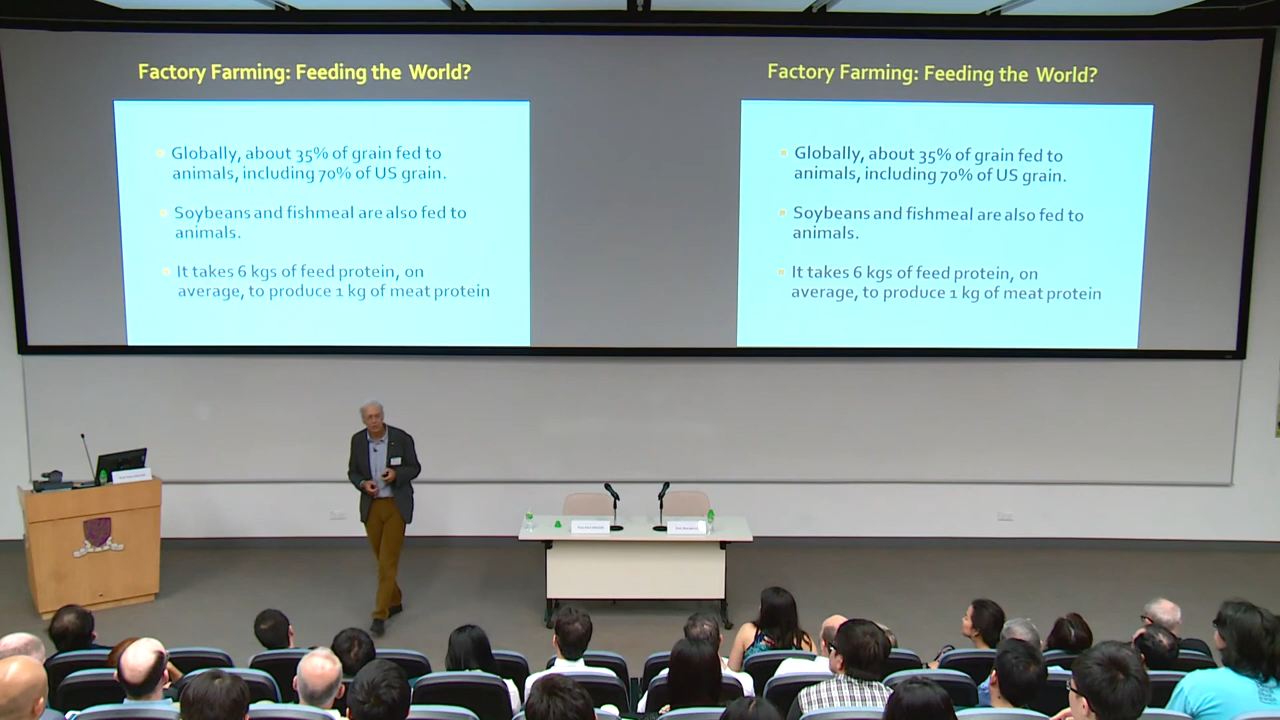 Factory Farming: Feeding the World?
Globally, about 35% of grain fed to
animals, including 70% of US grain.
Soybeans and fishmeal are also fed to
animals.
It takes 6 kgs of feed protein, on
average, to produce 1 kg of meat protein
Factory Farming: Feeding the World?
Globally, about 35% of grain fed to
animals, including 70% of US grain.
Soybeans and fishmeal are also fed to
animals.
It takes 6 kgs of feed protein, on
average, to produce 1 kg of meat protein